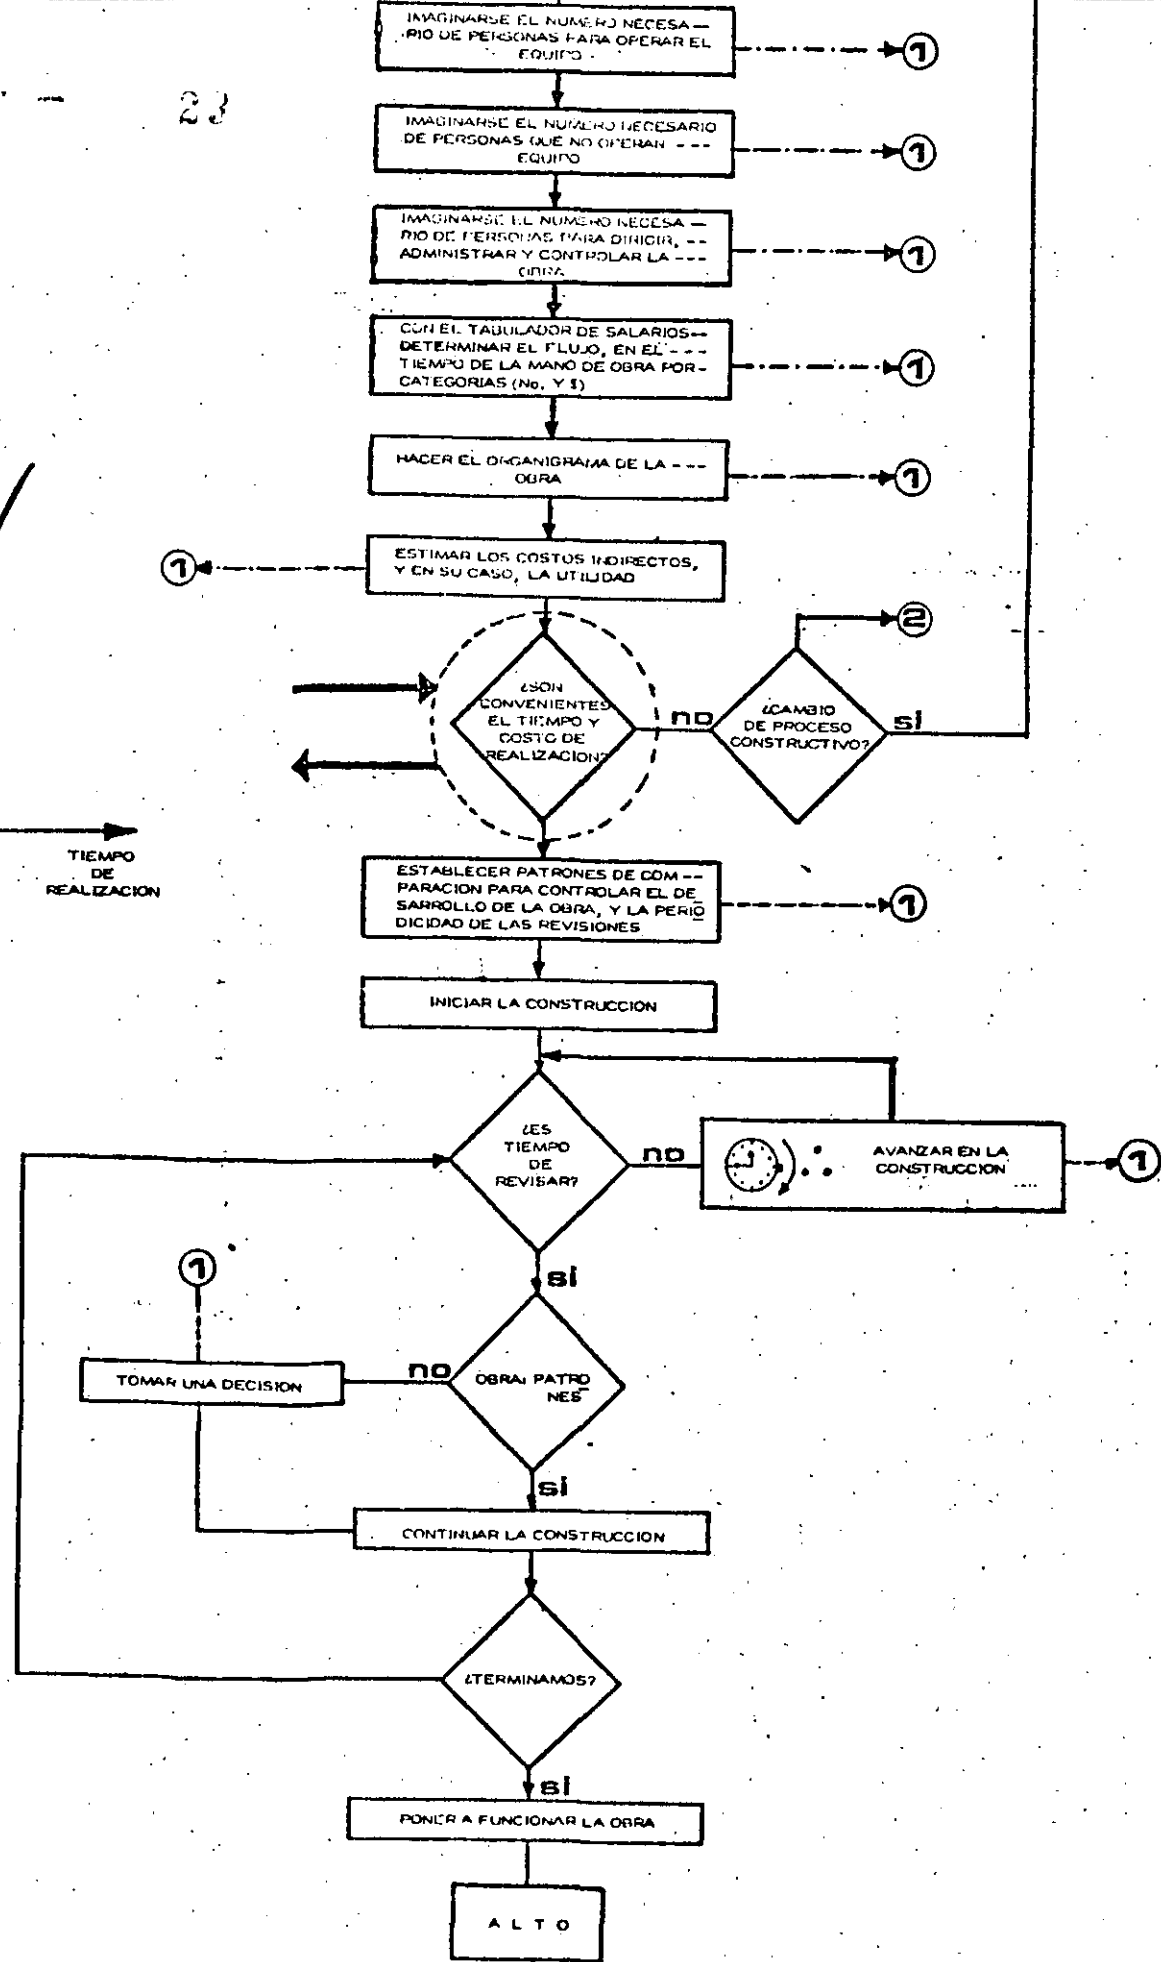 IMAGINARSE EL NUMERO NECESA —
RIO DE PERSONAS PARA OPERAR EL
EQUIPO
1
23
IMAGINARSE EL NUMERO NECESARIO
DE PERSONAS QUE NO OPERAN ---
EQUIPO
1
IMAGINARSE EL NUMERO NECESA —
RIO DE PERSONAS PARA DIRIGIR, --
ADMINISTRAR Y CONTROLAR LA ---
OBRA
1
CON EL TABULADOR DE SALARIOS--
DETERMINAR EL FLUJO, EN EL ---
TIEMPO DE LA MANO DE OBRA POR-
CATEGORIAS (No. Y $)
1
HACER EL ORGANIGRAMA DE LA ---
OBRA
1
ESTIMAR LOS COSTOS INDIRECTOS,
Y EN SU CASO, LA UTILIDAD
1
2
¿SON
CONVENIENTES
EL TIEMPO Y
COSTO DE
REALIZACION?
no
¿CAMBIO
DE PROCESO
CONSTRUCTIVO?
si
TIEMPO
DE
REALIZACION
ESTABLECER PATRONES DE COM --
PARACION PARA CONTROLAR EL DE
SARROLLO DE LA OBRA, Y LA PERIO
DICIDAD DE LAS REVISIONES
1
INICIAR LA CONSTRUCCION
¿ES
TIEMPO
DE
REVISAR?
no
AVANZAR EN LA
CONSTRUCCION
1
si
1
TOMAR UNA DECISION
no
OBRA: PATRO
NES
si
CONTINUAR LA CONSTRUCCION
¿TERMINAMOS?
si
PONER A FUNCIONAR LA OBRA
A L T O